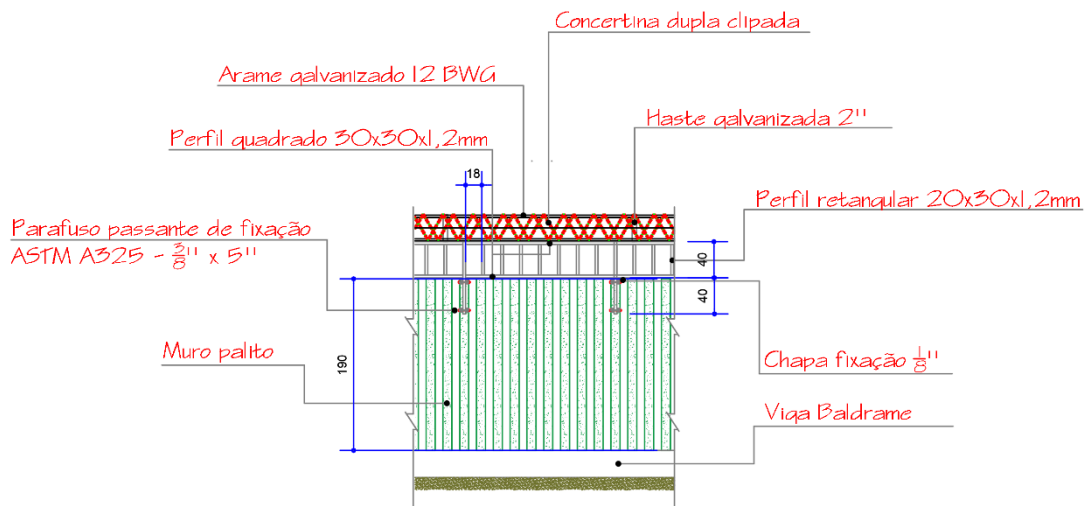 Concertina dupla clipada
Arame galvanizado 12 BWG
Haste galvanizada 2''
Perfil quadrado 30x30x1,2mm
18
Perfil retangular 20x30x1,2mm
Parafuso passante de fixação
ASTM A325 - 3/8'' x 5''
40
40
190
Muro palito
Chapa fixação 1/8''
Viga Baldrame